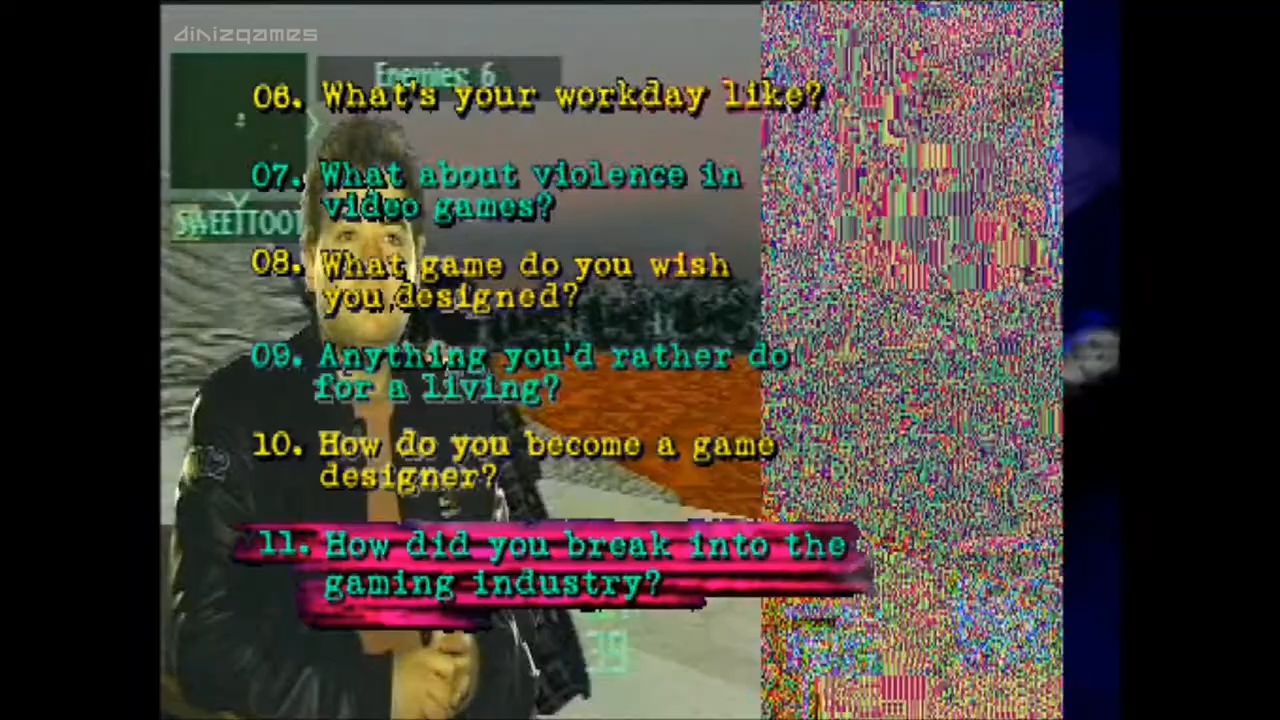 dinizgames
Enemies: 6
06. What's your workday like?
07. What about violence in
video games?
SWEETTOOT
08. What game do you wish
you designed?
09. Anything you'd rather do
for a living?
10. How do you become a game
designer?
11. How did you break into the
gaming industry?